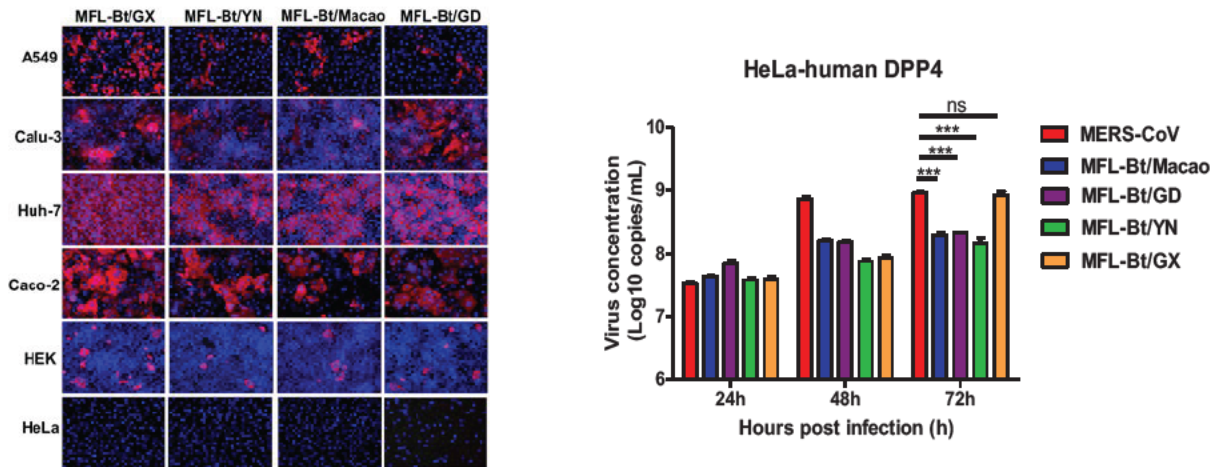 MFL-Bt/GX MFL-Bt/YN MFL-Bt/Macao MFL-Bt/GD
A549
Calu-3
Huh-7
Caco-2
HEK
HeLa
HeLa-human DPP4
Virus concentration
(Log10 copies/mL)
10
9
8
7
6
ns
***
***
***
24h 48h 72h
Hours post infection (h)
MERS-CoV
MFL-Bt/Macao
MFL-Bt/GD
MFL-Bt/YN
MFL-Bt/GX